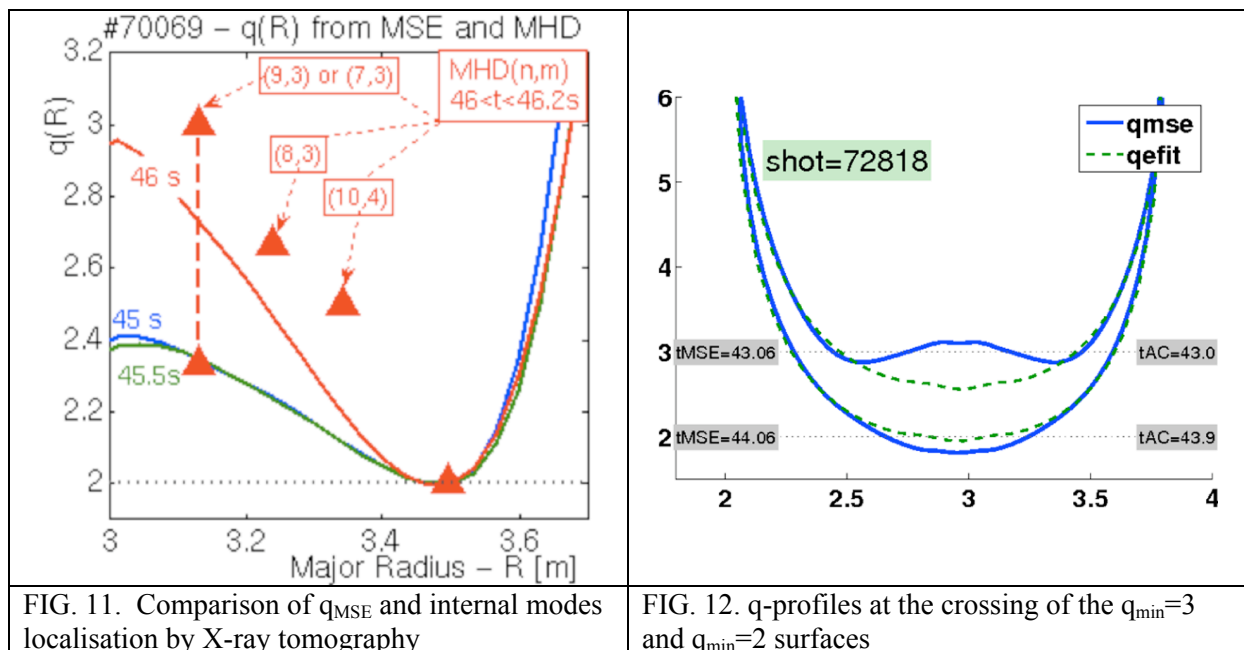 #70069 – q(R) from MSE and MHD
3.2
3
2.8
2.6
2.4
2.2
2
q(R)
(9,3) or (7,3)
MHD(n,m)
46<t<46.2s
(8,3)
(10,4)
46 s
45 s
45.5s
3
3.2
3.4
3.6
Major Radius – R [m]
6
5
4
3
2
shot=72818
qmse
qefit
tMSE=43.06
tAC=43.0
tMSE=44.06
tAC=43.9
2
2.5
3
3.5
4
FIG. 11. Comparison of qMSE and internal modes
localisation by X-ray tomography
FIG. 12. q-profiles at the crossing of the qmin=3
and qmin=2 surfaces